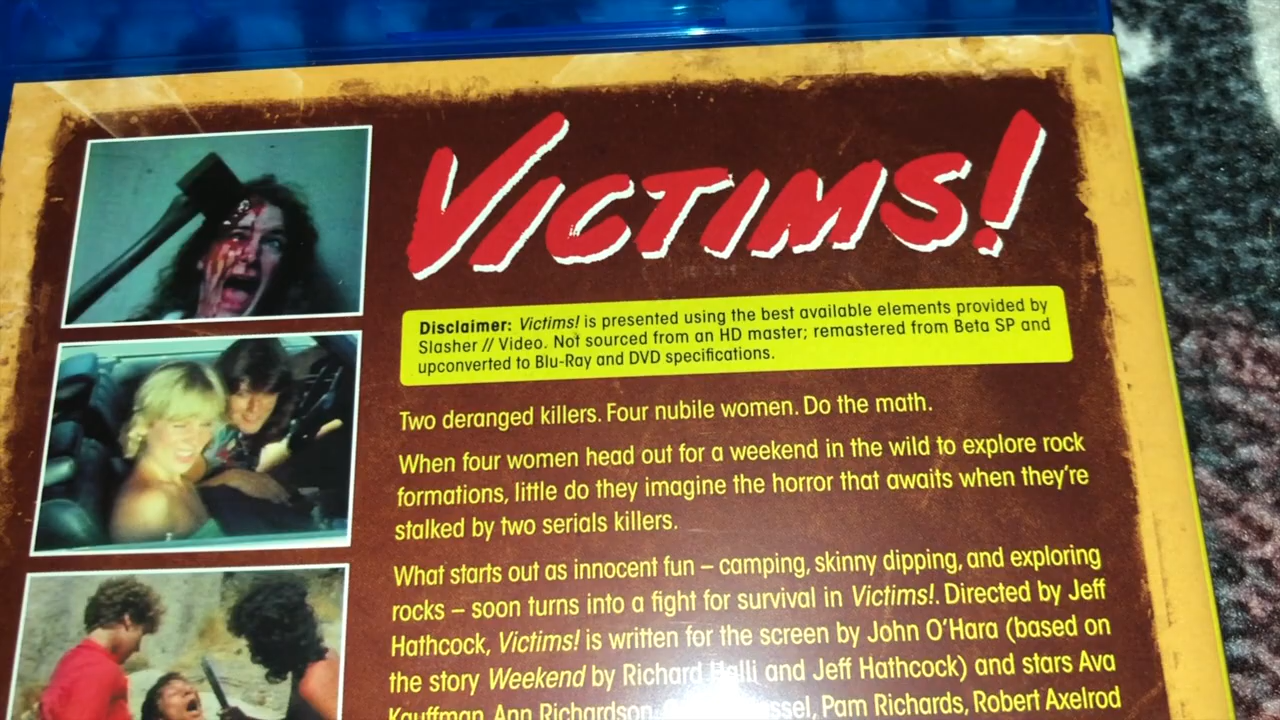 VICTIMS!
Disclaimer: Victims! is presented using the best available elements provided by
Slasher // Video. Not sourced from an HD master; remastered from Beta SP and
upconverted to Blu-Ray and DVD specifications.
Two deranged killers. Four nubile women. Do the math.
When four women head out for a weekend in the wild to explore rock
formations, little do they imagine the horror that awaits when they're
stalked by two serials killers.
What starts out as innocent fun – camping, skinny dipping, and exploring
rocks – soon turns into a fight for survival in Victims!. Directed by Jeff
Hathcock, Victims! is written for the screen by John O'Hara (based on
the story Weekend by Richard and Jeff Hathcock) and stars Ava
Kauffman, Ann Richardson, Pam Richards, Robert Axelrod